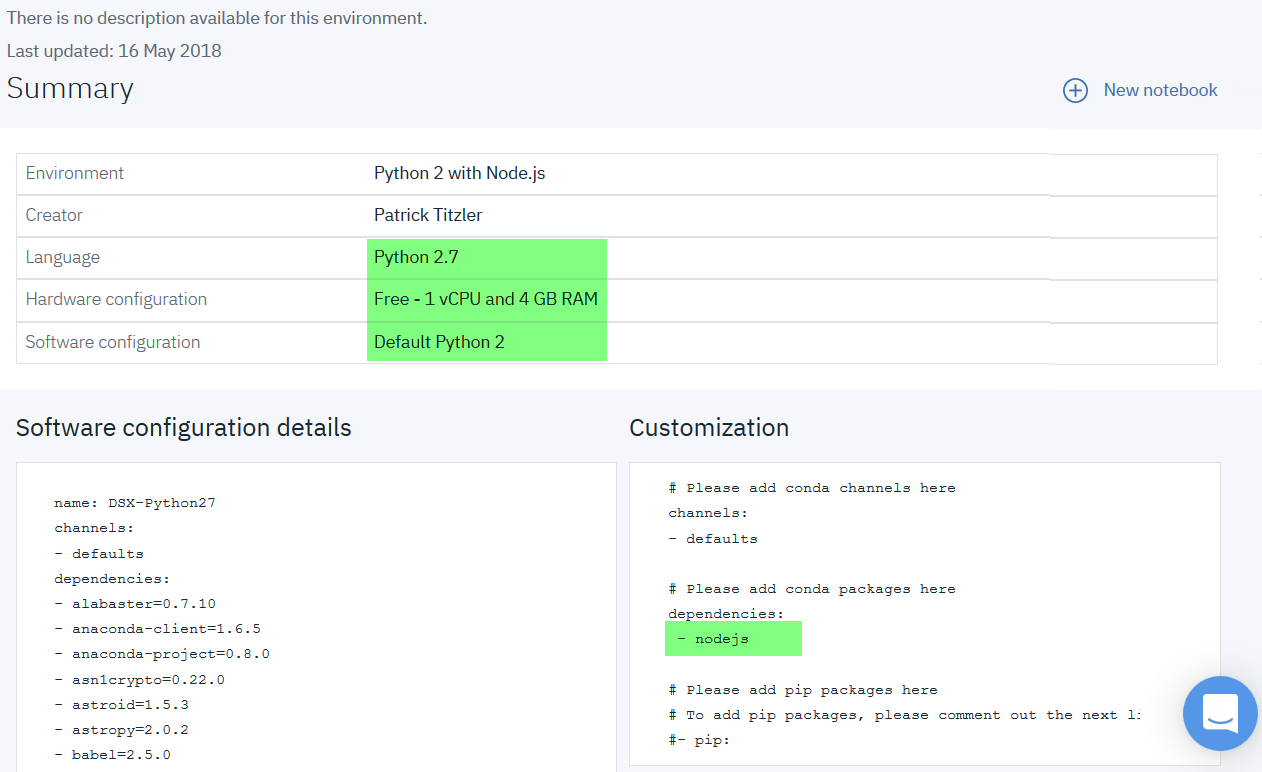 There is no description available for this environment.
Last updated: 16 May 2018
Summary
New notebook
Environment Python 2 with Node.js
Creator Patrick Titzler
Language Python 2.7
Hardware configuration Free - 1 vCPU and 4 GB RAM
Software configuration Default Python 2
Software configuration details
name: DSX-Python27
channels:
- defaults
dependencies:
- alabaster=0.7.10
- anaconda-client=1.6.5
- anaconda-project=0.8.0
- asn1crypto=0.22.0
- astroid=1.5.3
- astropy=2.0.2
- babel=2.5.0
Customization
# Please add conda channels here
channels:
- defaults
# Please add conda packages here
dependencies:
- nodejs
# Please add pip packages here
# To add pip packages, please comment out the next li
#- pip: